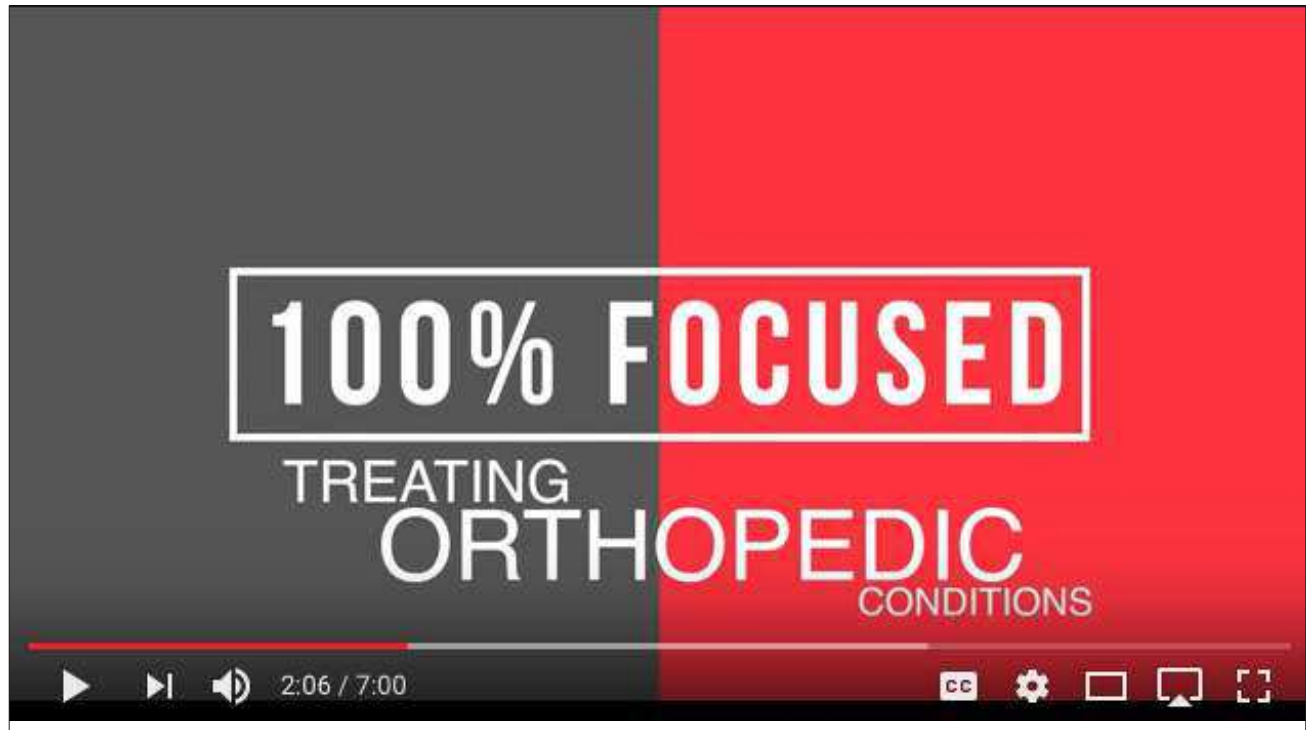 100% FOCUSED
TREATING
ORTHOPEDIC
CONDITIONS
2:06 / 7:00
CC